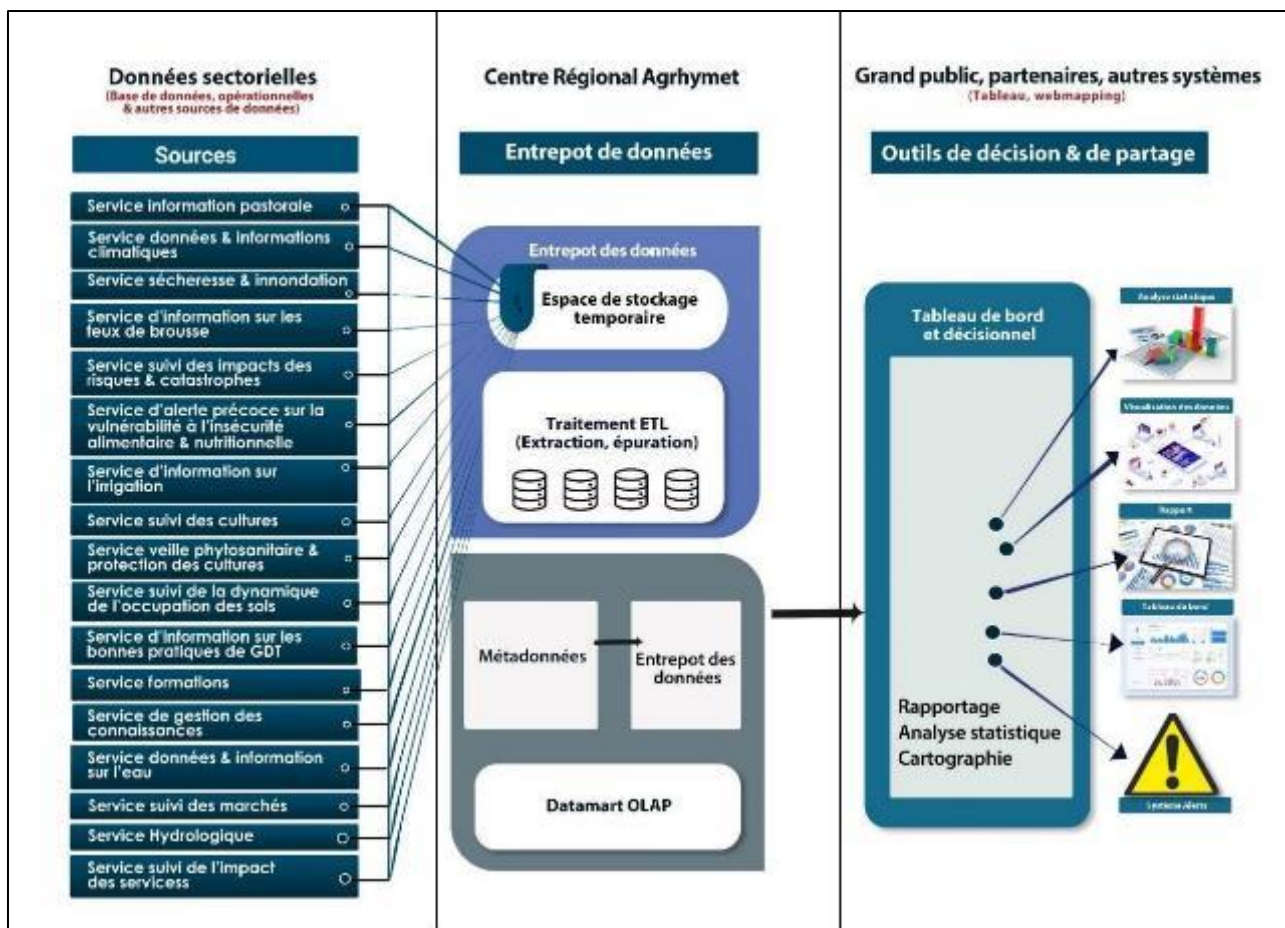 Données sectorielles
(Base de données, opérationnelles
& autres sources de données)
Sources
Service information pastorale
Service données & informations
climatiques
Service sécheresse & innondation
Service d'information sur les
feux de brousse
Service suivi des impacts des
risques & catastrophes
Service d'alerte précoce sur la
vulnérabilité à l'insécurité
alimentaire & nutritionnelle
Service d'information sur
l'irrigation
Service suivi des cultures
Service veille phytosanitaire &
protection des cultures
Service suivi de la dynamique
de l'occupation des sols
Service d'information sur les
bonnes pratiques de GDT
Service formations
Service de gestion des
connaissances
Service données & information
sur l'eau
Service suivi des marchés
Service Hydrologique
Service suivi de l'impact
des servicess
Centre Régional Agrhymet
Entrepot de données
Entrepot des données
Espace de stockage
temporaire
Traitement ETL
(Extraction, épuration)
Métadonnées
Entrepot des
données
Datamart OLAP
Grand public, partenaires, autres systèmes
(Tableau, webmapping)
Outils de décision & de partage
Tableau de bord
et décisionnel
Rapportage
Analyse statistique
Cartographie
Analyse statistique
Visualisation des données
Rapport
Tableau de bord
Système Alerte